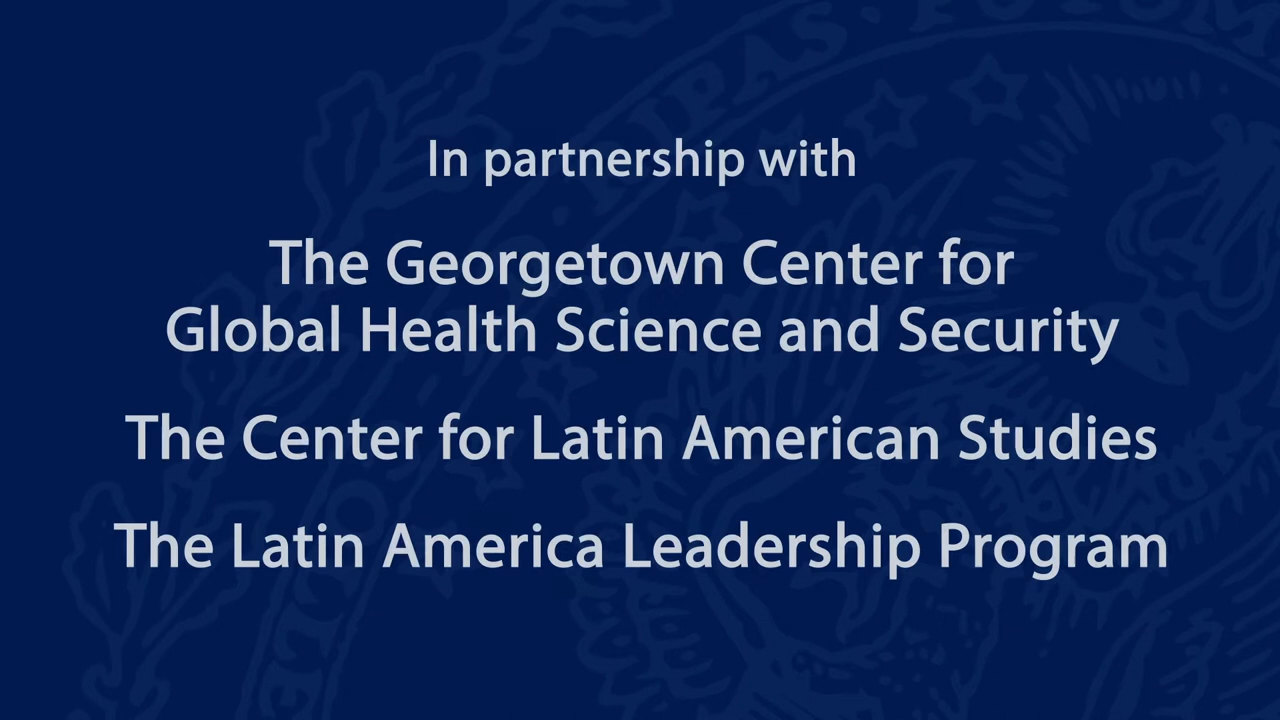 In partnership with
The Georgetown Center for
Global Health Science and Security
The Center for Latin American Studies
The Latin America Leadership Program